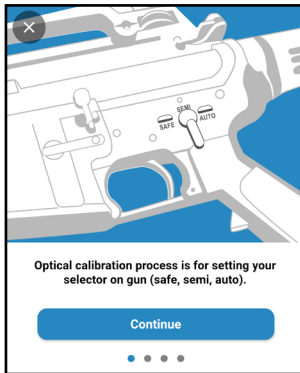 SEMI
SAFE
AUTO
Optical calibration process is for setting your
selector on gun (safe, semi, auto).
Continue